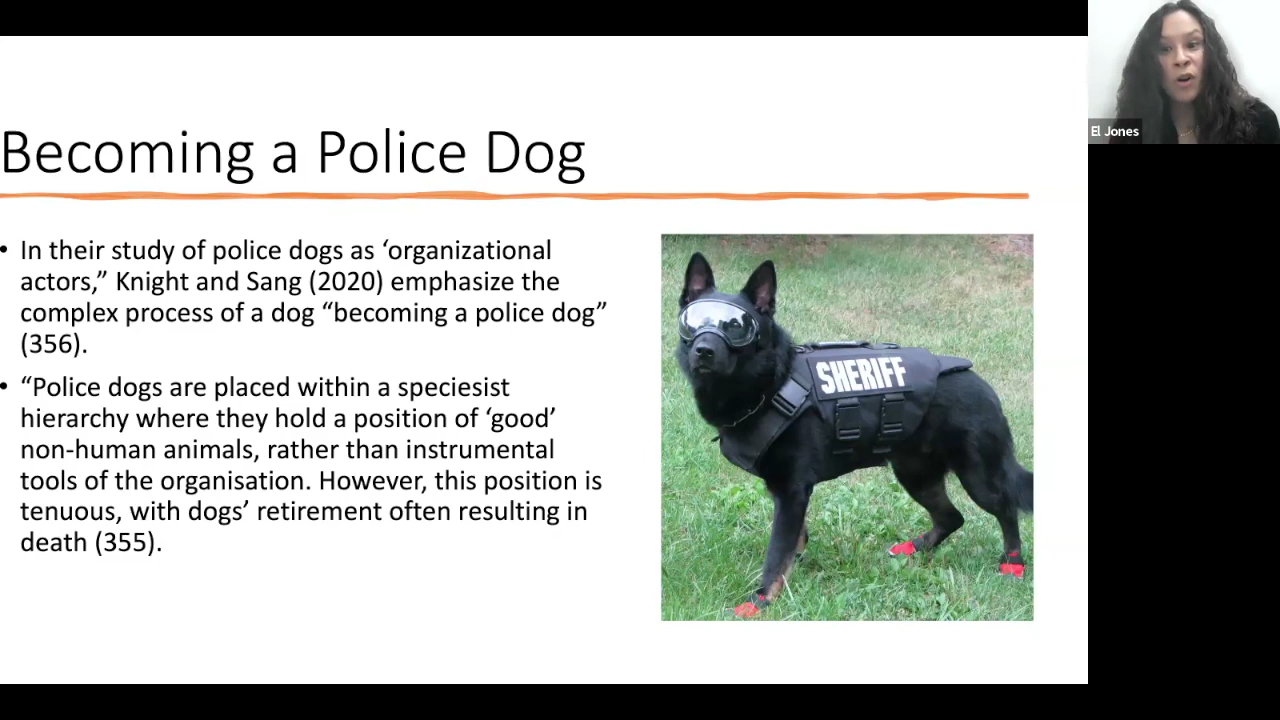 Becoming a Police Dog
• In their study of police dogs as ‘organizational
actors,” Knight and Sang (2020) emphasize the
complex process of a dog “becoming a police dog”
(356).
• “Police dogs are placed within a speciesist
hierarchy where they hold a position of ‘good’
non-human animals, rather than instrumental
tools of the organisation. However, this position is
tenuous, with dogs’ retirement often resulting in
death (355).
SHERIFF
El Jones